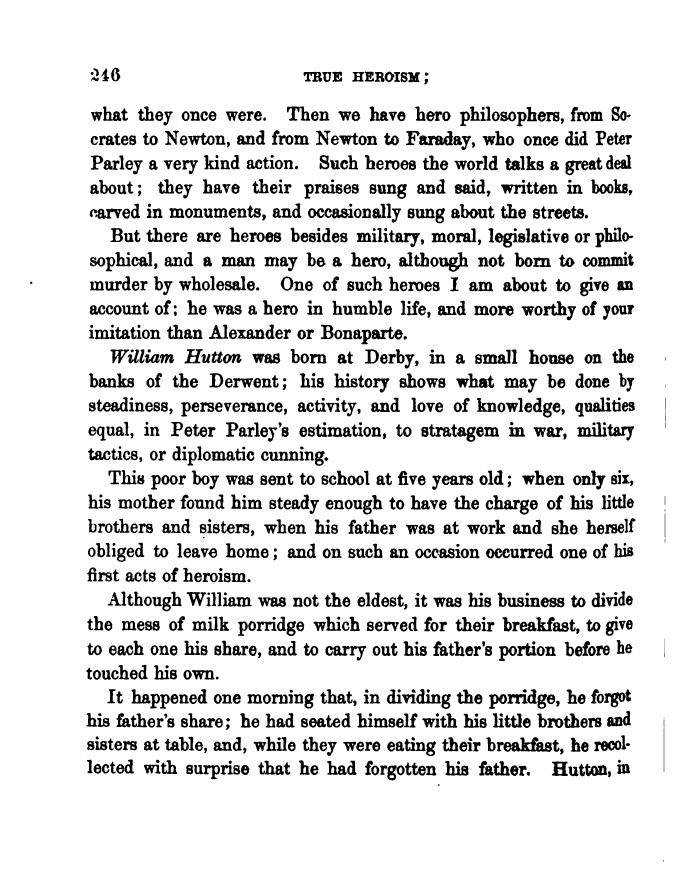 246 TRUE HEROISM;
what they once were. Then we have hero philosophers, from So-
crates to Newton, and from Newton to Faraday, who once did Peter
Parley a very kind action. Such heroes the world talks a great deal
about; they have their praises sung and said, written in books,
carved in monuments, and occasionally sung about the streets.
But there are heroes besides military, moral, legislative or philo-
sophical, and a man may be a hero, although not born to commit
murder by wholesale. One of such heroes I am about to give an
account of; he was a hero in humble life, and more worthy of your
imitation than Alexander or Bonaparte.
William Hutton was born at Derby, in a small house on the
banks of the Derwent; his history shows what may be done by
steadiness, perseverance, activity, and love of knowledge, qualities
equal, in Peter Parley's estimation, to stratagem in war, military
tactics, or diplomatic cunning.
This poor boy was sent to school at five years old; when only six,
his mother found him steady enough to have the charge of his little
brothers and sisters, when his father was at work and she herself
obliged to leave home; and on such an occasion occurred one of his
first acts of heroism.
Although William was not the eldest, it was his business to divide
the mess of milk porridge which served for their breakfast, to give
to each one his share, and to carry out his father's portion before he
touched his own.
It happened one morning that, in dividing the porridge, he forgot
his father's share; he had seated himself with his little brothers and
sisters at table, and, while they were eating their breakfast, he recol-
lected with surprise that he had forgotten his father. Hutton, in